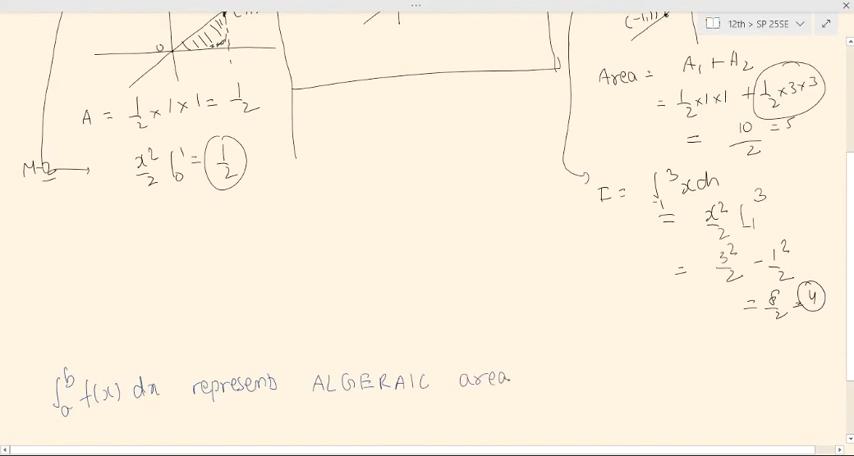 12th > SP 25SE
(-1,1)
0
A = 1/2 × 1 × 1 = 1/2
M-2 → x²/2 [₀¹ = 1/2
Area = A₁ + A₂
= 1/2 × 1 × 1 + 1/2 × 3 × 3
= 10/2 = 5
I = ∫₋₁³ x dx
= x²/2 [₋₁³
= 3²/2 - 1²/2
= 8/2 = 4
∫ₐᵇ f(x) dx represents ALGERAIC area